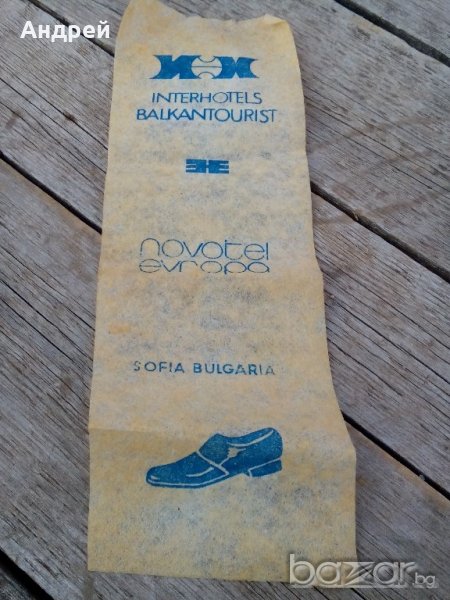 Андрей
INTERHOTELS
BALKANTOURIST
novotel
evropa
SOFIA BULGARIA
bazar.bg